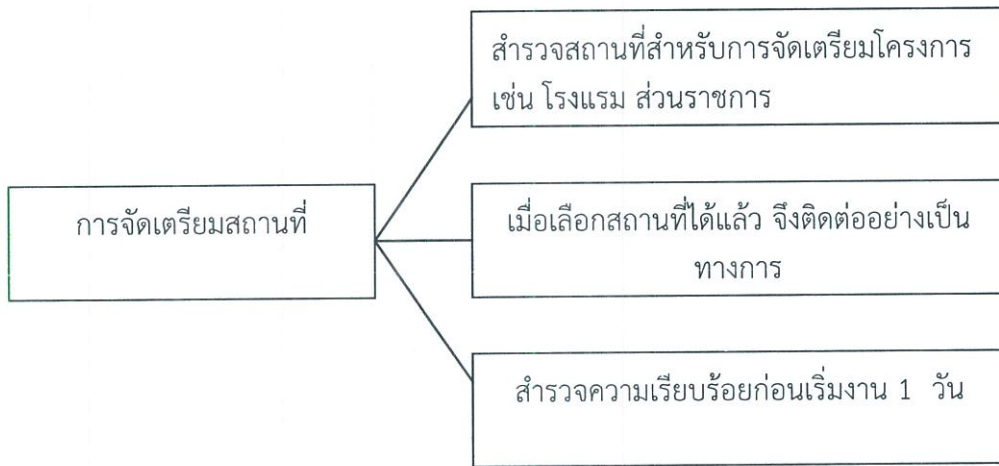 สำรวจสถานที่สำหรับการจัดเตรียมโครงการ
เช่น โรงแรม ส่วนราชการ
การจัดเตรียมสถานที่
เมื่อเลือกสถานที่ได้แล้ว จึงติดต่ออย่างเป็น
ทางการ
สำรวจความเรียบร้อยก่อนเริ่มงาน 1 วัน